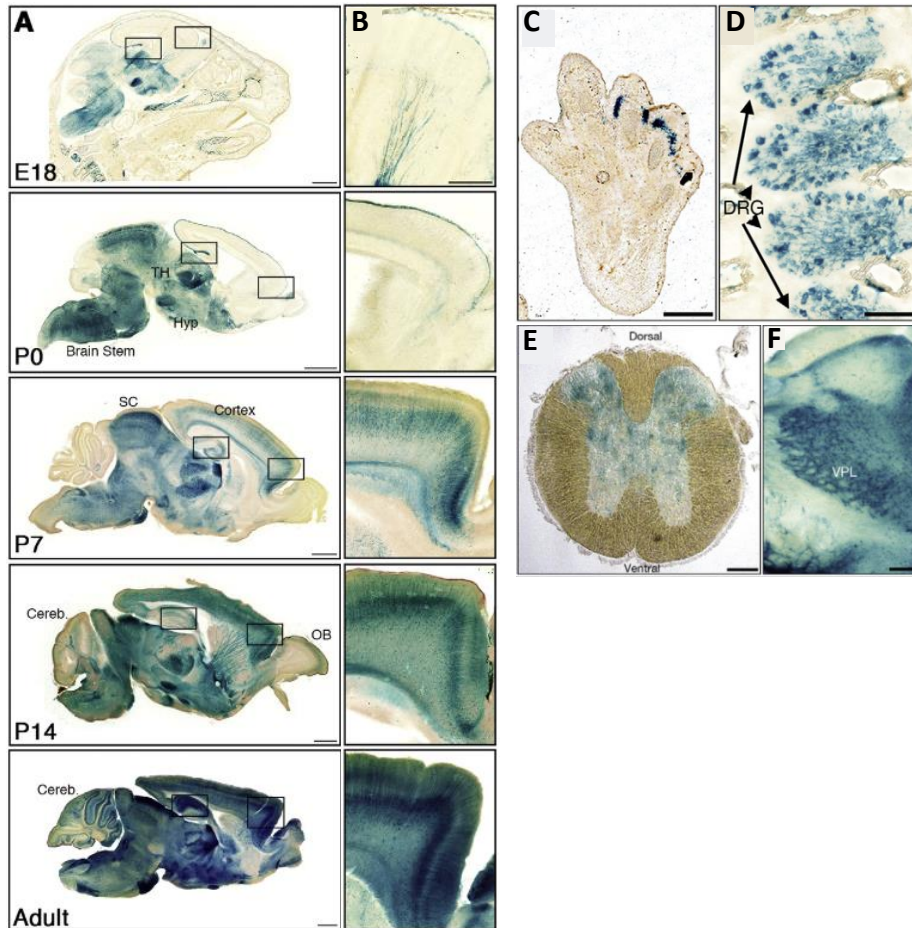 A
B
E18
TH
Hyp
Brain Stem
P0
SC
Cortex
P7
Cereb.
OB
P14
Cereb.
Adult
C
D
DRG
E
Dorsal
Ventral
F
VPL